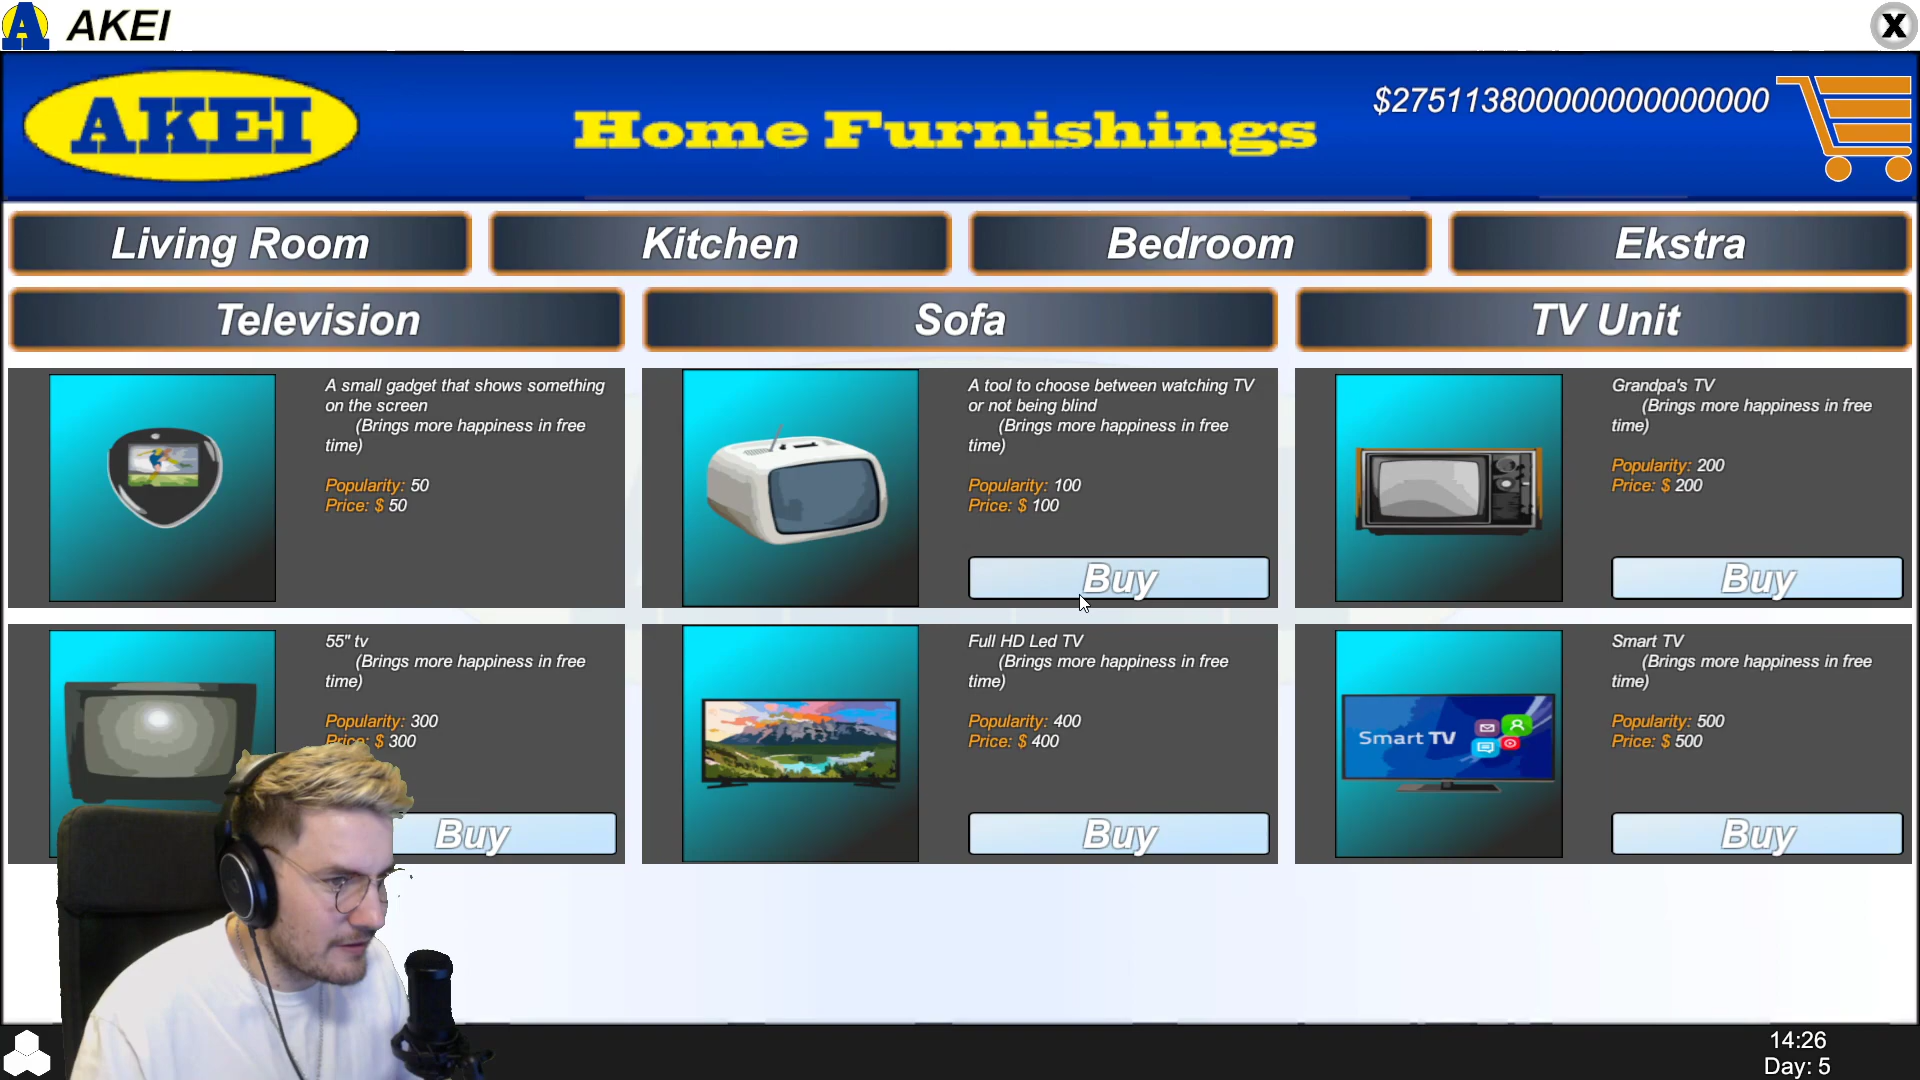 A AKEI
X
AKEI
Home Furnishings
$275113800000000000000
Living Room
Kitchen
Bedroom
Ekstra
Television
Sofa
TV Unit
A small gadget that shows something
on the screen
(Brings more happiness in free
time)
Popularity: 50
Price: $ 50
A tool to choose between watching TV
or not being blind
(Brings more happiness in free
time)
Popularity: 100
Price: $ 100
Buy
Grandpa's TV
(Brings more happiness in free
time)
Popularity: 200
Price: $ 200
Buy
55" tv
(Brings more happiness in free
time)
Popularity: 300
Price: $ 300
Buy
Full HD Led TV
(Brings more happiness in free
time)
Popularity: 400
Price: $ 400
Buy
Smart TV
Smart TV
(Brings more happiness in free
time)
Popularity: 500
Price: $ 500
Buy
14:26
Day: 5